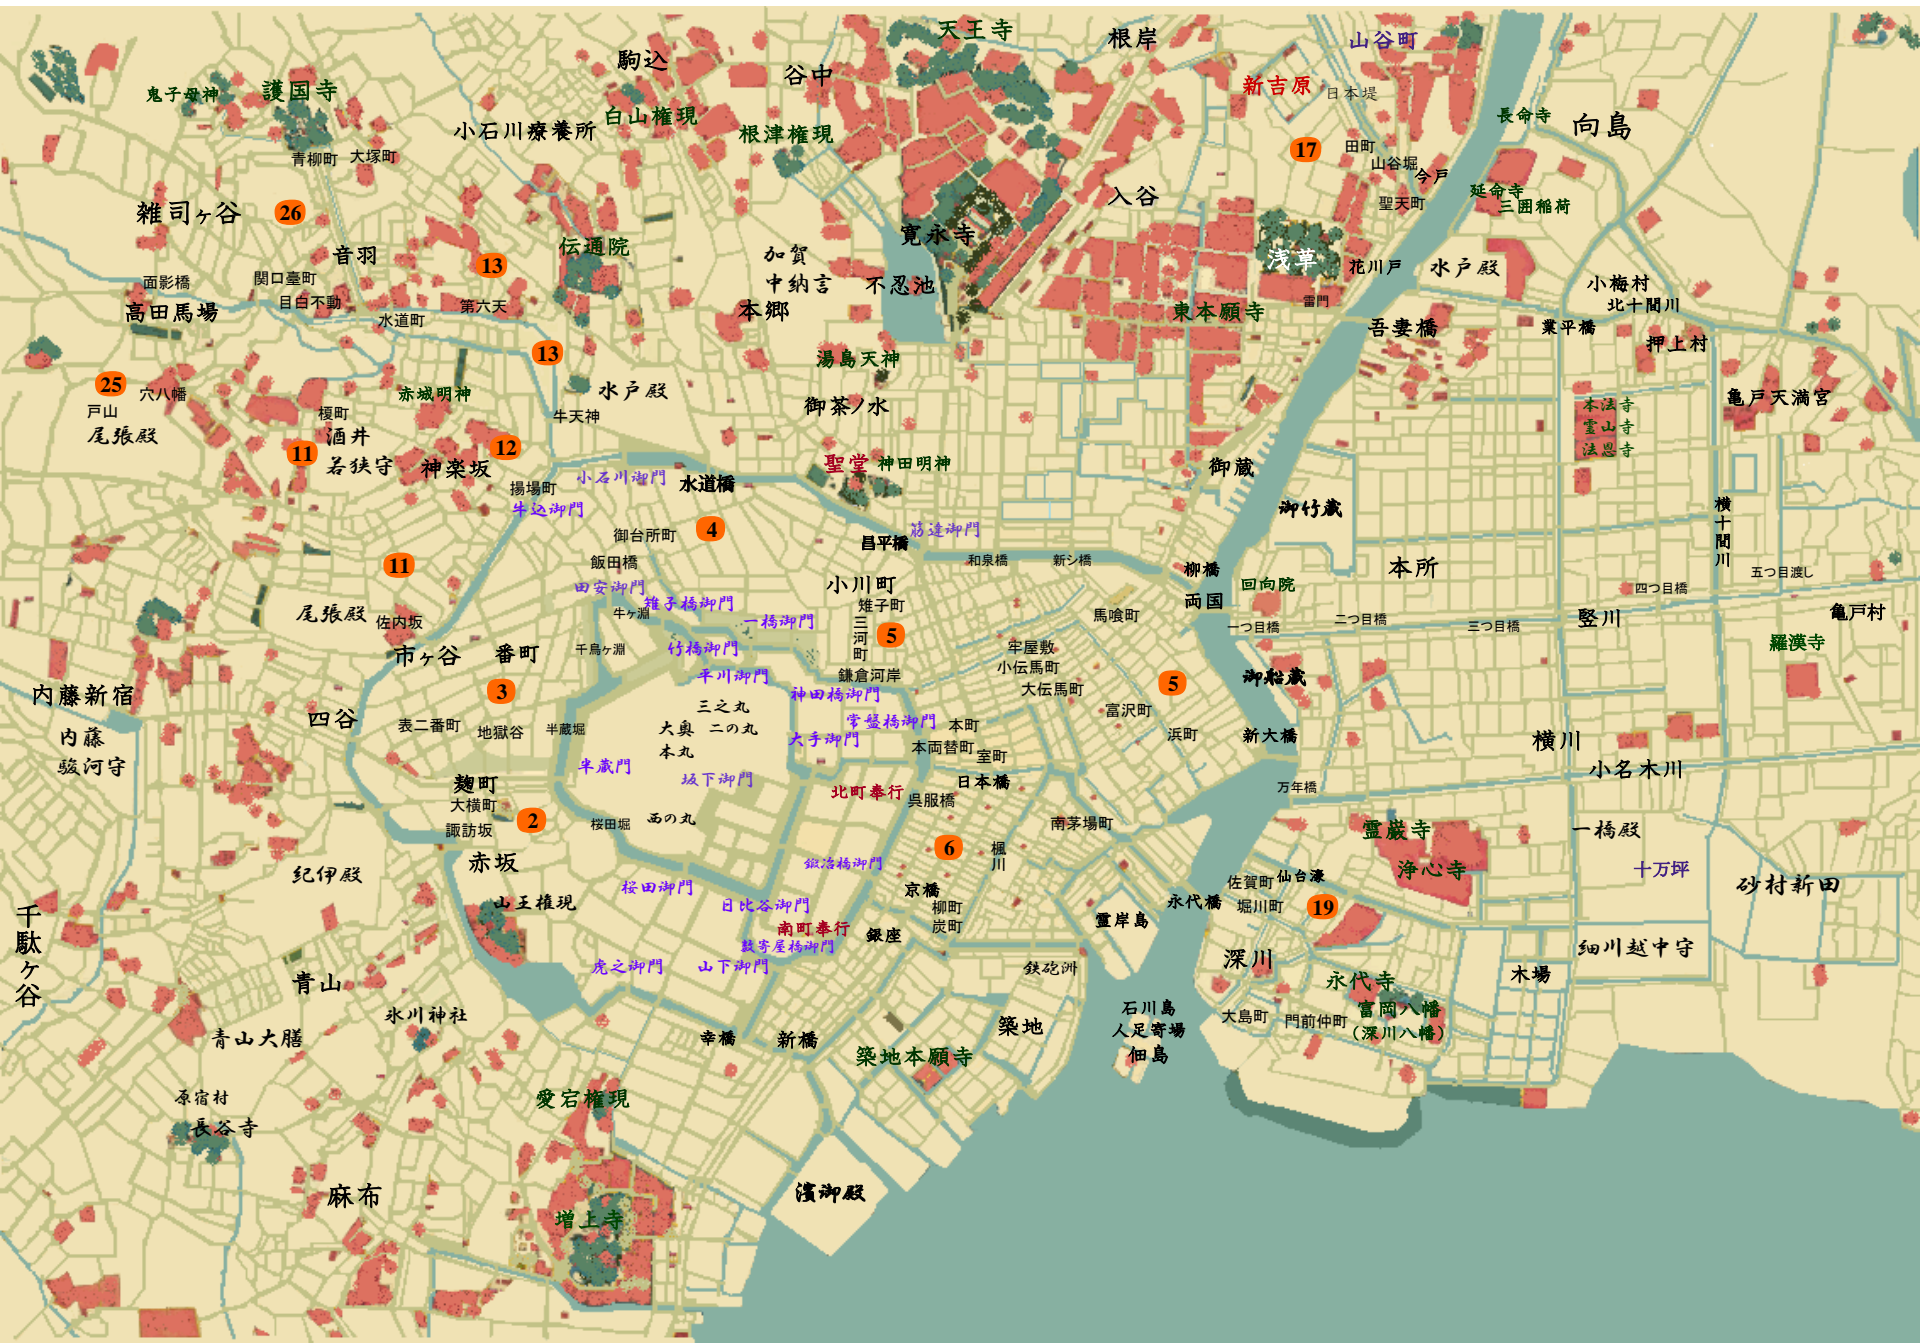 天王寺
根岸
山谷町
駒込
谷中
新吉原
日本堤
鬼子母神
護国寺
白山権現
根津権現
長命寺
向島
小石川療養所
青柳町
大塚町
17
田町
山谷堀
今戸
入谷
聖天町
延命寺
三囲稲荷
雑司ヶ谷
26
音羽
伝通院
寛永寺
浅草
花川戸
水戸殿
加賀
中納言
不忍池
本郷
13
面影橋
関口臺町
目白不動
高田馬場
水道町
第六天
東本願寺
雷門
吾妻橋
小梅村
北十間川
業平橋
押上村
13
湯島天神
25
穴八幡
戸山
尾張殿
榎町
酒井
若狭守
11
赤城明神
水戸殿
牛天神
御茶ノ水
亀戸天満宮
本法寺
霊山寺
法恩寺
12
神楽坂
聖堂
神田明神
御蔵
揚場町
小石川御門
水道橋
牛込御門
御竹蔵
横十間川
4
御台所町
飯田橋
筋違御門
昌平橋
和泉橋
新シ橋
柳橋
両国
回向院
本所
五つ目渡し
四つ目橋
11
田安御門
雉子橋御門
小川町
雉子町
三河町
5
馬喰町
一つ目橋
二つ目橋
三つ目橋
竪川
亀戸村
羅漢寺
尾張殿
佐内坂
牛ヶ淵
一橋御門
市ヶ谷
番町
千鳥ヶ淵
竹橋御門
平川御門
鎌倉河岸
神田橋御門
牢屋敷
小伝馬町
大伝馬町
5
御船蔵
3
内藤新宿
内藤
駿河守
四谷
表二番町
地獄谷
半蔵堀
三之丸
大奥
二の丸
本丸
常盤橋御門
大手御門
本町
本両替町
室町
富沢町
浜町
新大橋
横川
小名木川
半蔵門
坂下御門
麹町
大横町
諏訪坂
2
桜田堀
西の丸
北町奉行
呉服橋
日本橋
南茅場町
万年橋
霊巌寺
浄心寺
一橋殿
十万坪
砂村新田
赤坂
紀伊殿
6
楓川
鍛冶橋御門
桜田御門
日比谷御門
南町奉行
数寄屋橋御門
京橋
柳町
炭町
銀座
霊岸島
永代橋
佐賀町
仙台濠
堀川町
19
細川越中守
山王権現
千駄ヶ谷
虎之御門
山下御門
鉄砲洲
深川
木場
永代寺
富岡八幡
(深川八幡)
青山
氷川神社
青山大膳
幸橋
新橋
築地
築地本願寺
石川島
人足寄場
佃島
大島町
門前仲町
原宿村
長谷寺
愛宕権現
麻布
増上寺
濱御殿